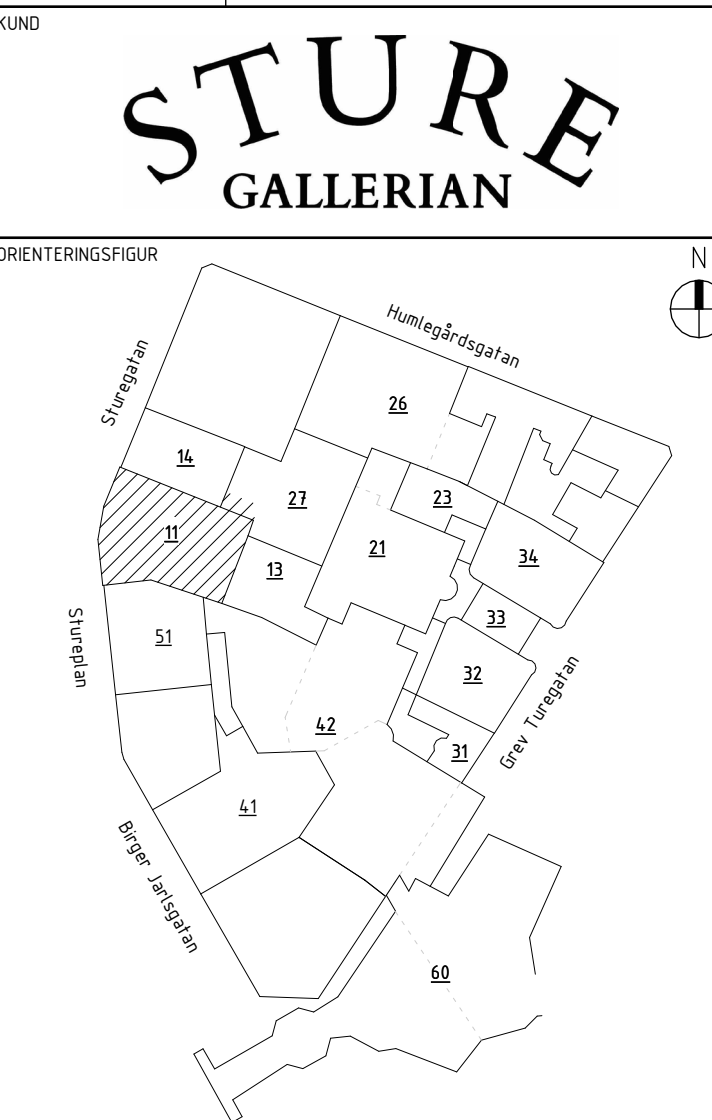 KUND
STURE
GALLERIAN
ORIENTERINGSFIGUR
N
Humlegårdsgatan
Sturegatan
26
14
27
23
11
21
34
13
33
51
Stureplan
32
42
Grev Turegatan
31
41
Birger Jarlsgatan
60